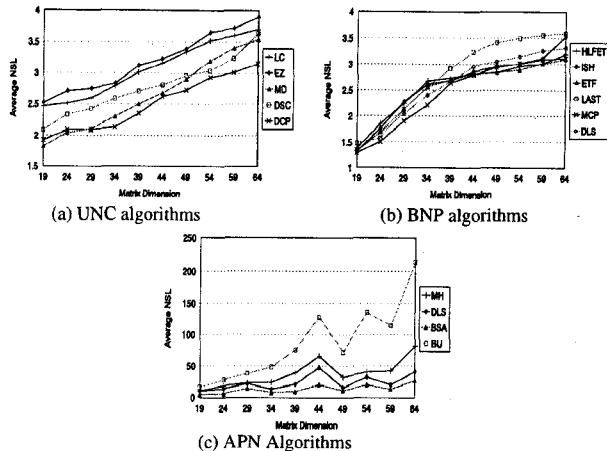 4
3.5
3
2.5
2
1.5
Average NSL
19 24 29 34 39 44 49 54 59 64
Matrix Dimension
LC
EZ
MD
DSC
DCP
(a) UNC algorithms
4
3.5
3
2.5
2
1.5
1
Average NSL
19 24 29 34 39 44 49 54 59 64
Matrix Dimension
HLFET
ISH
ETF
LAST
MCP
DLS
(b) BNP algorithms
250
200
150
100
50
0
Average NSL
19 24 29 34 39 44 49 54 59 64
Matrix Dimension
MH
DLS
BSA
BU
(c) APN Algorithms